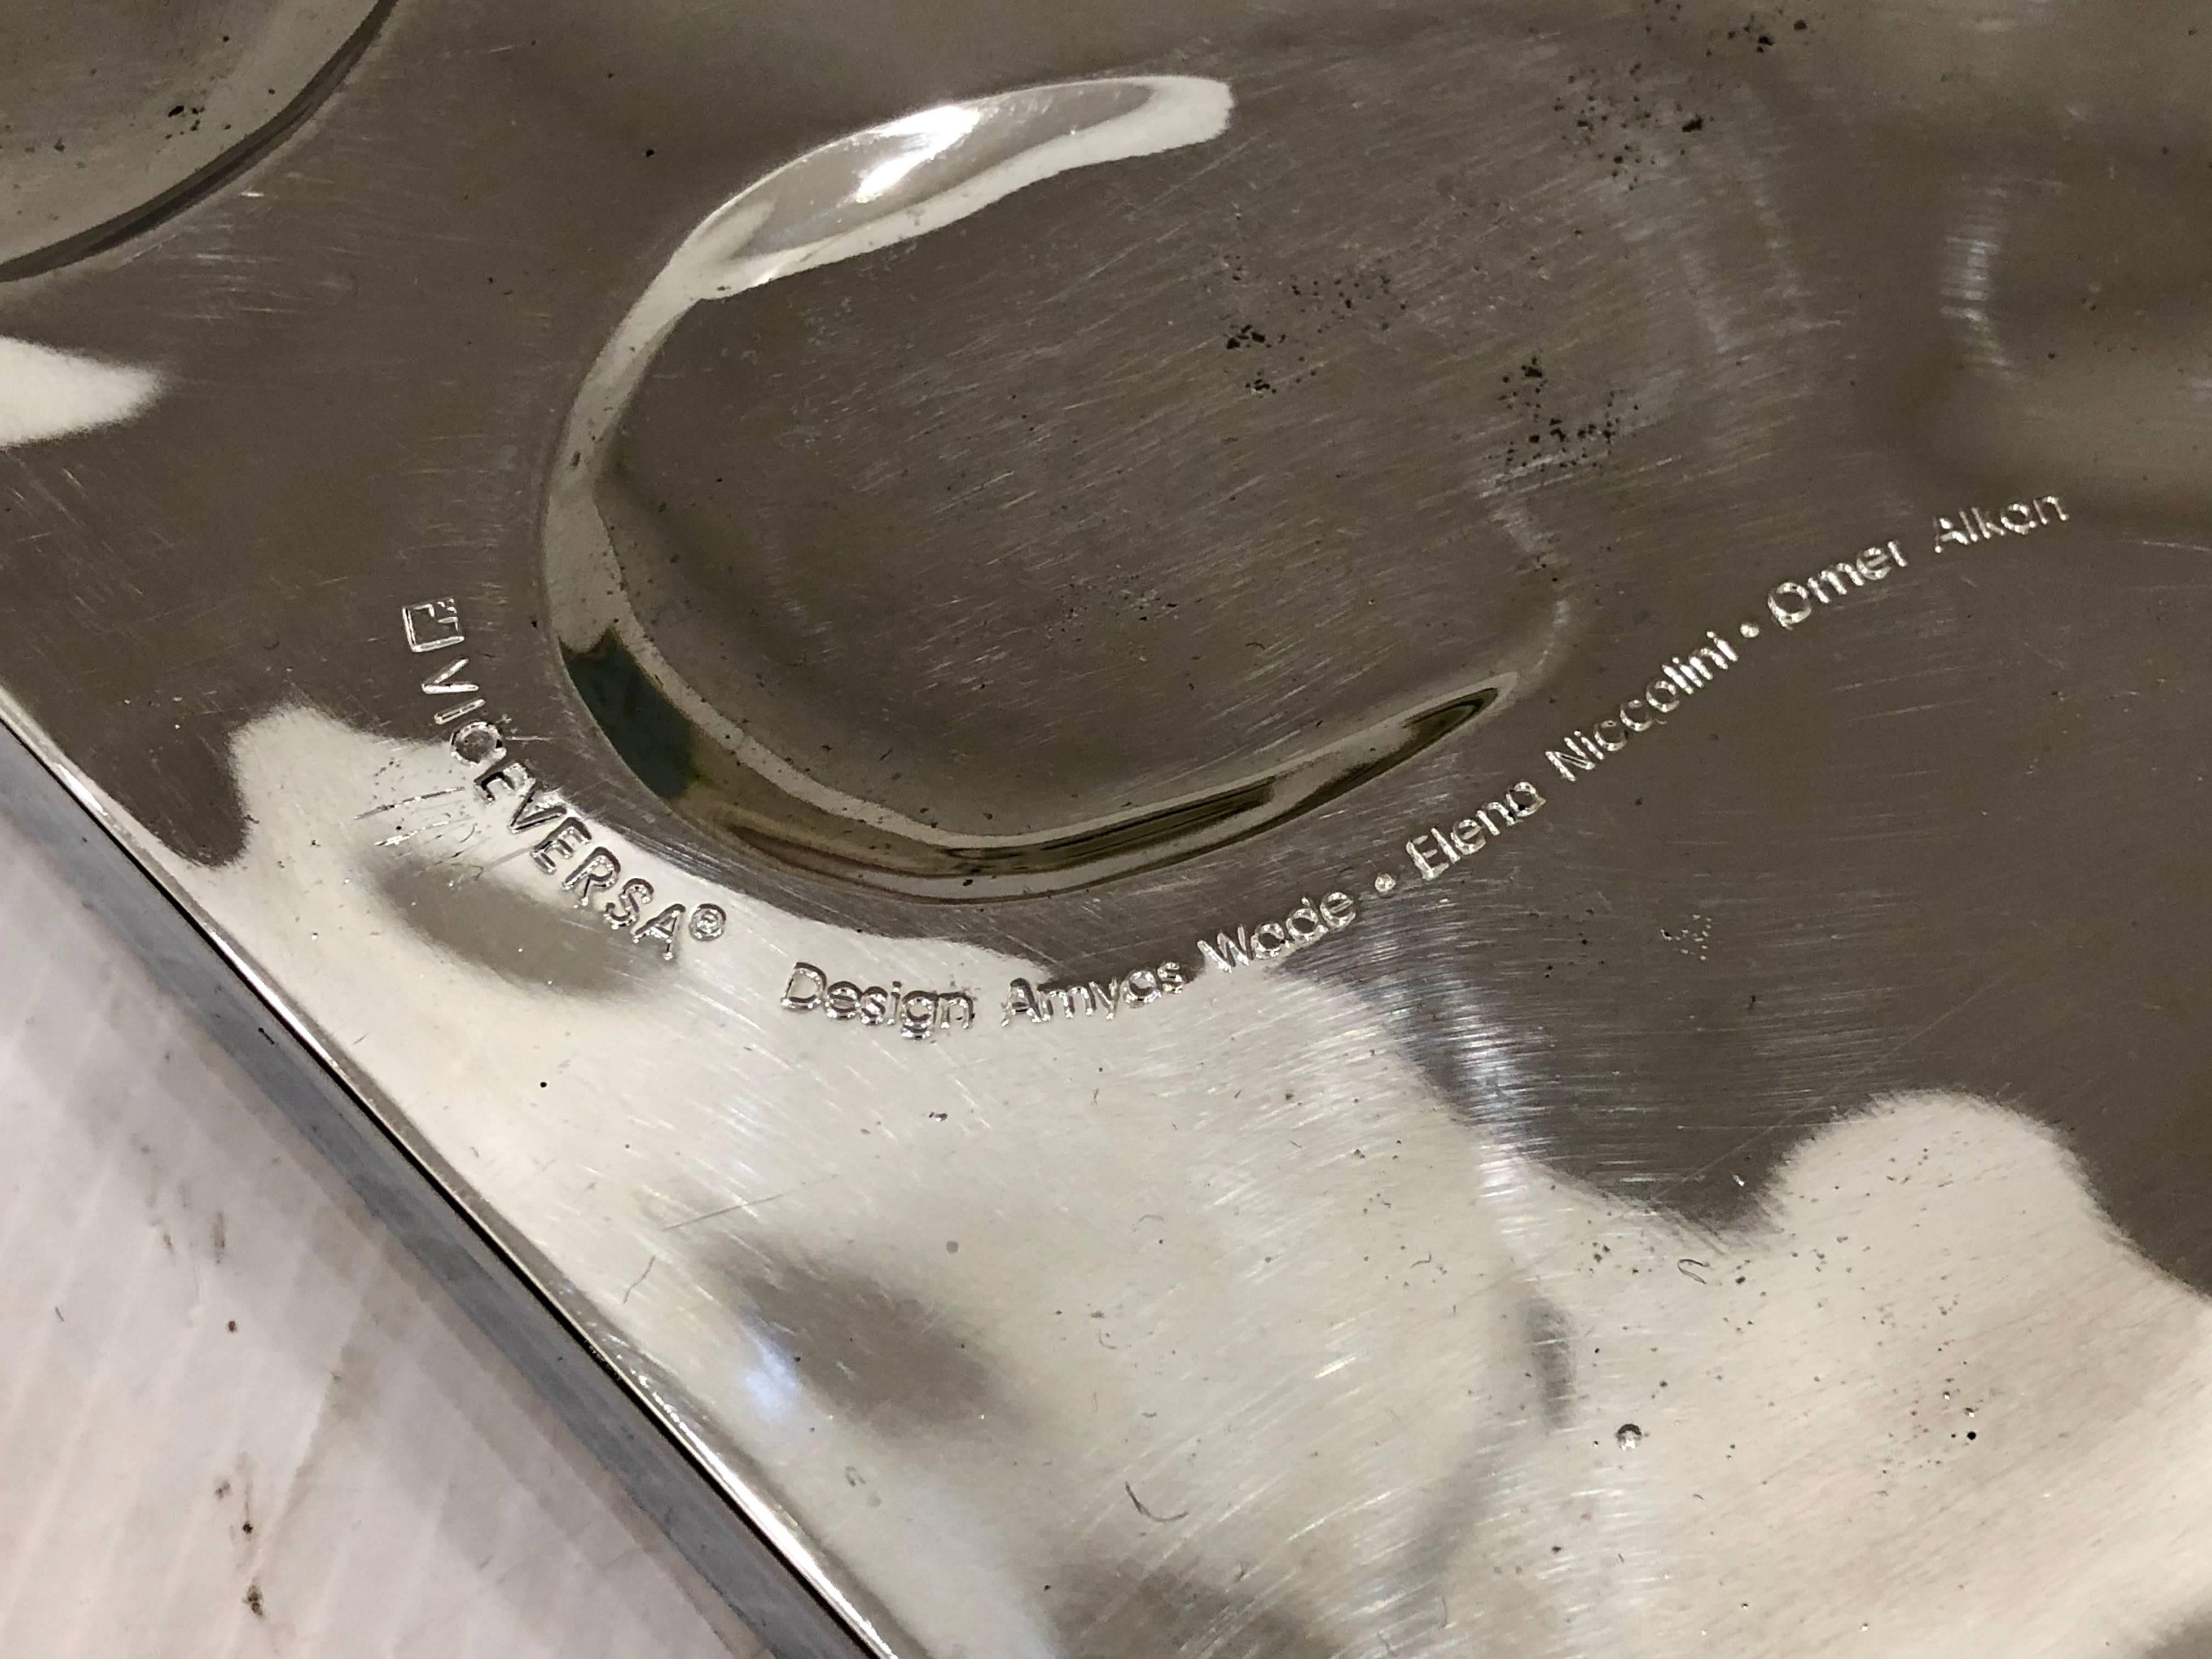 VICEVERSA® Design Amyas Wade • Elena Niccolini • Omer Alkan